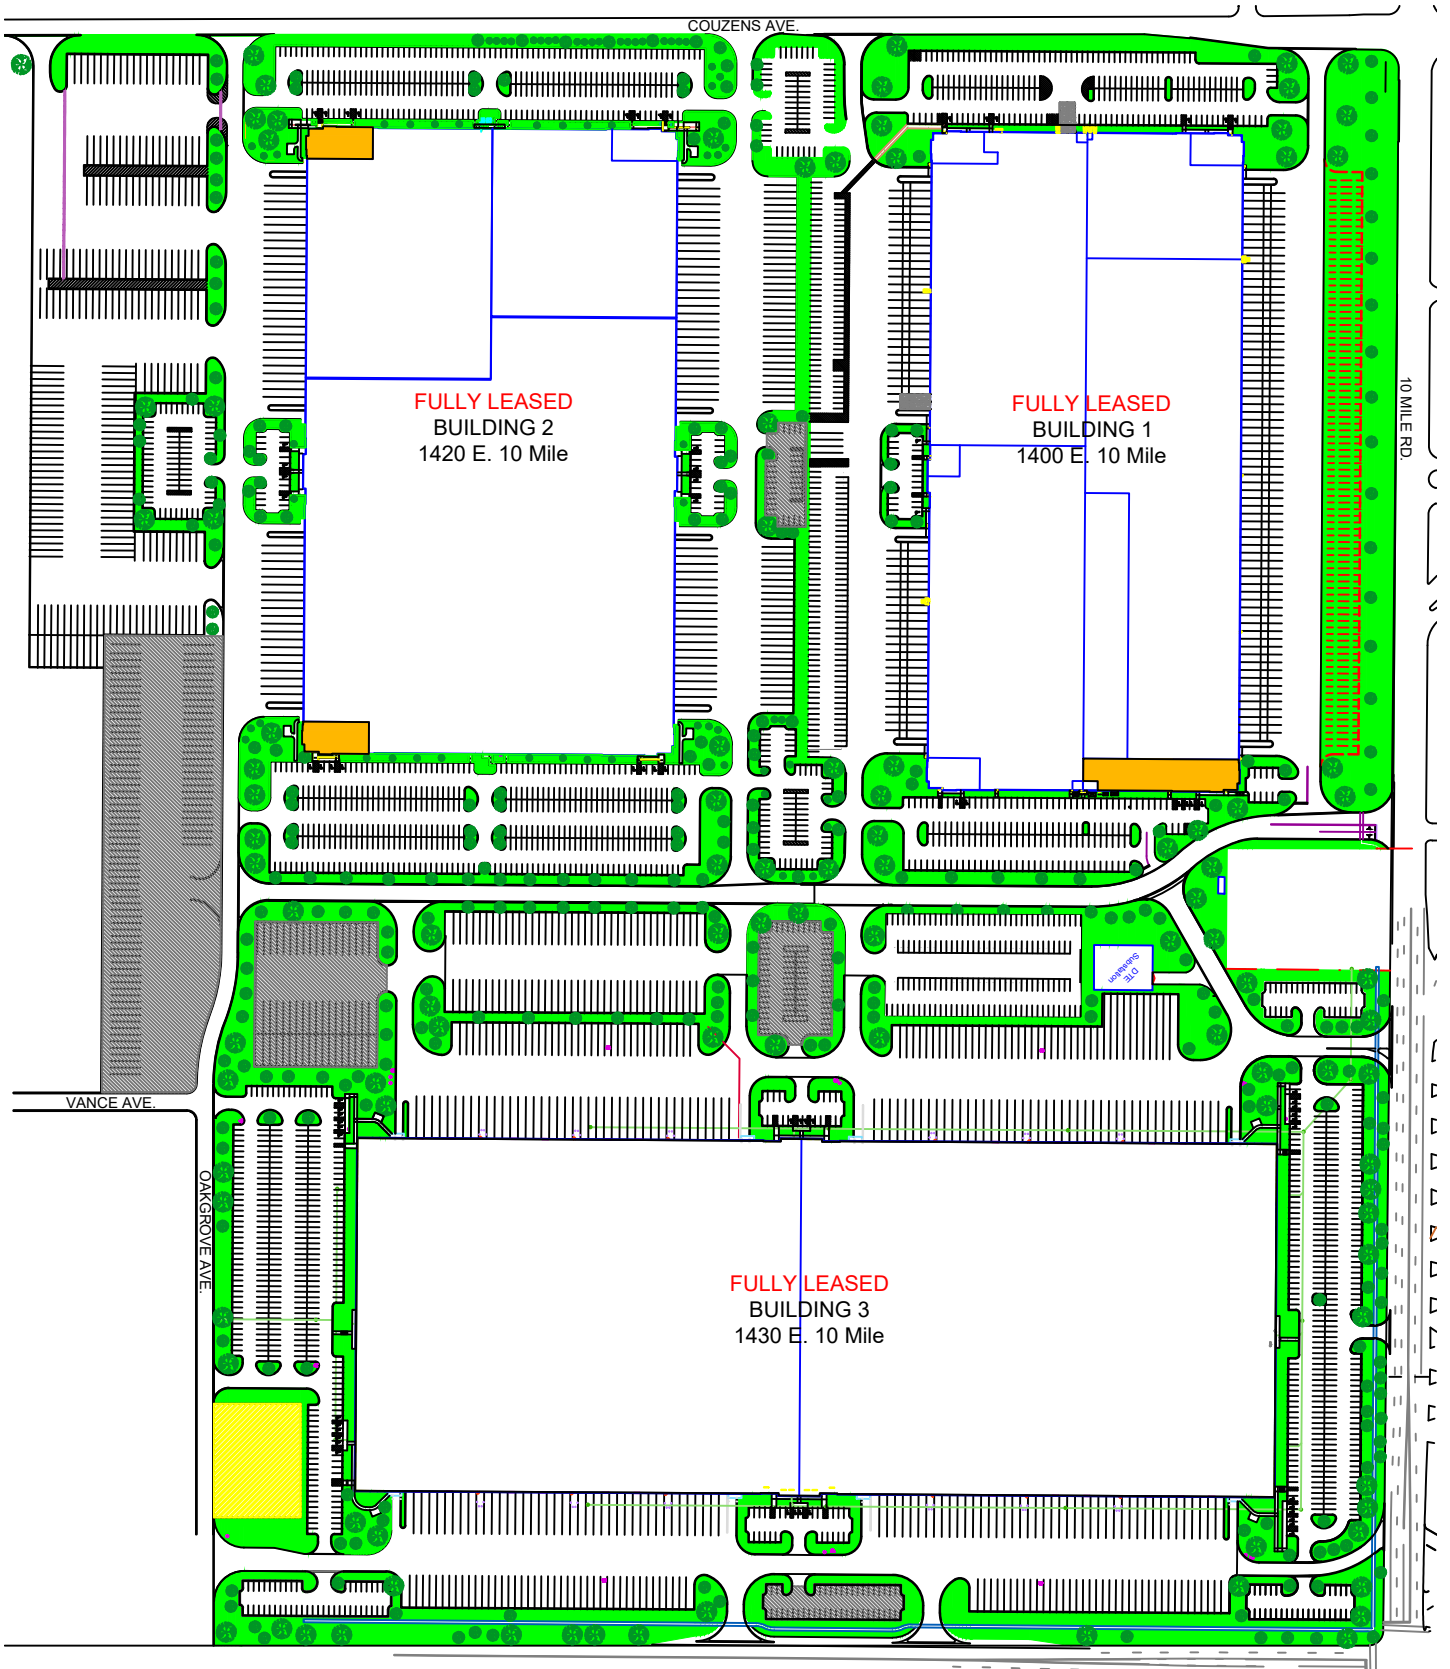 COUZENS AVE.
10 MILE RD.
FULLY LEASED
BUILDING 2
1420 E. 10 Mile
FULLY LEASED
BUILDING 1
1400 E. 10 Mile
DTE
Substation
VANCE AVE.
OAKGROVE AVE.
FULLY LEASED
BUILDING 3
1430 E. 10 Mile